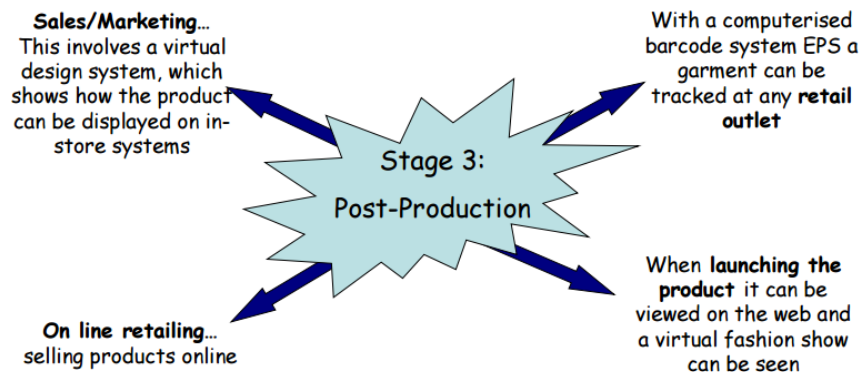 Sales/Marketing…
This involves a virtual
design system, which
shows how the product
can be displayed on in-
store systems
With a computerised
barcode system EPS a
garment can be
tracked at any retail
outlet
Stage 3:
Post-Production
On line retailing…
selling products online
When launching the
product it can be
viewed on the web and
a virtual fashion show
can be seen